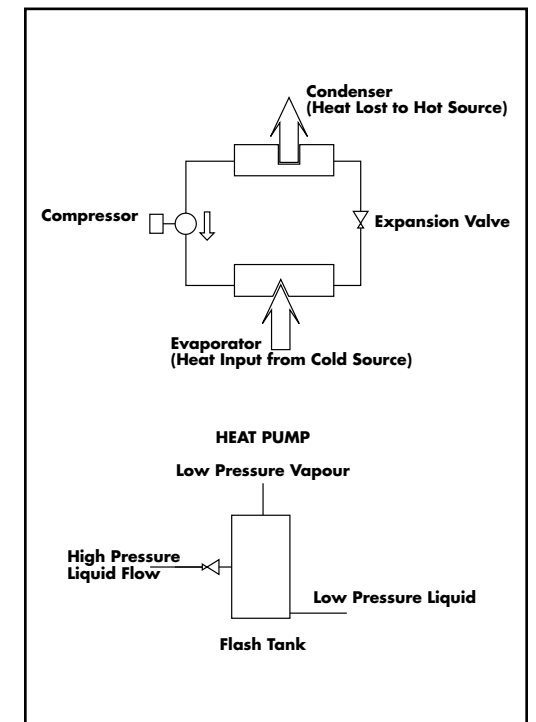 Condenser
(Heat Lost to Hot Source)
Compressor
Expansion Valve
Evaporator
(Heat Input from Cold Source)
HEAT PUMP
Low Pressure Vapour
High Pressure
Liquid Flow
Low Pressure Liquid
Flash Tank